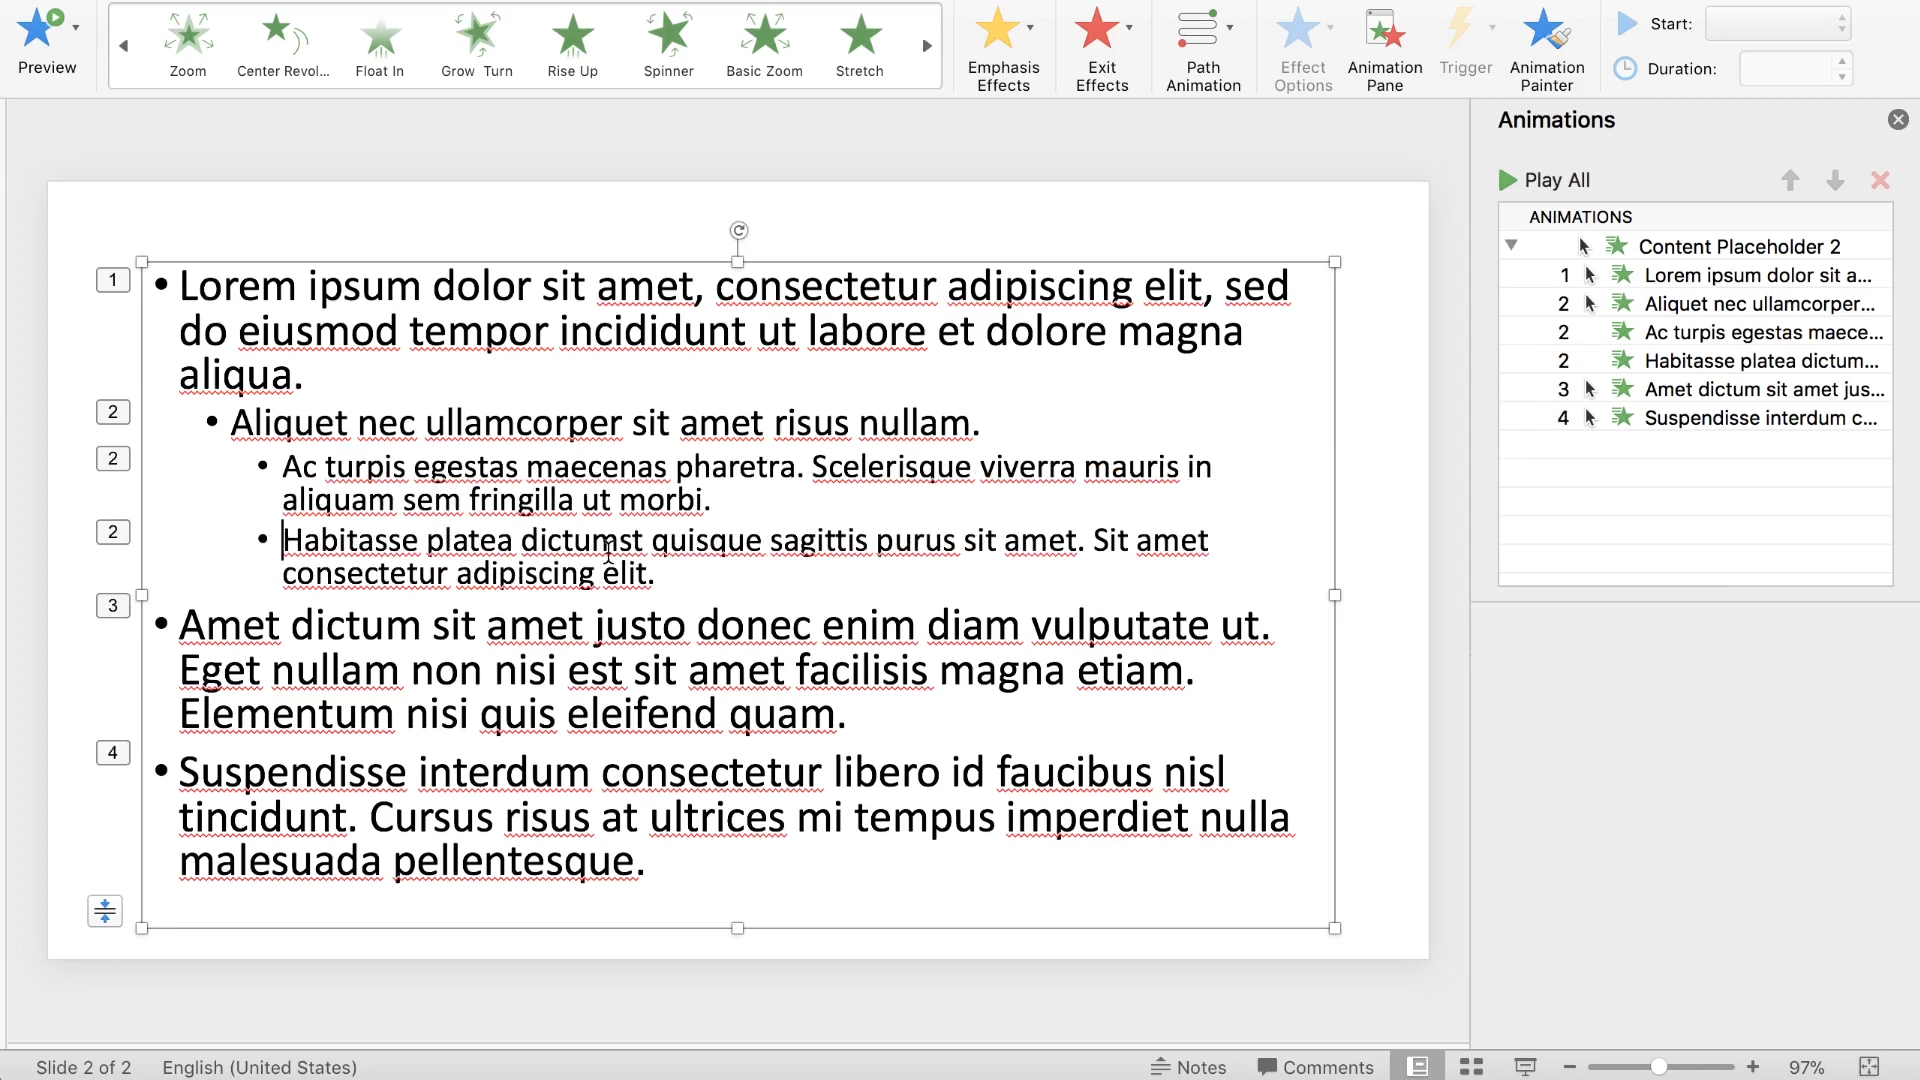 Preview
Zoom
Center Revol...
Float In
Grow Turn
Rise Up
Spinner
Basic Zoom
Stretch
Emphasis
Effects
Exit
Effects
Path
Animation
Effect
Options
Animation
Pane
Trigger
Animation
Painter
Start:
Duration:
1
• Lorem ipsum dolor sit amet, consectetur adipiscing elit, sed
do eiusmod tempor incididunt ut labore et dolore magna
aliqua.
2
• Aliquet nec ullamcorper sit amet risus nullam.
2
• Ac turpis egestas maecenas pharetra. Scelerisque viverra mauris in
aliquam sem fringilla ut morbi.
2
• Habitasse platea dictumst quisque sagittis purus sit amet. Sit amet
consectetur adipiscing elit.
3
• Amet dictum sit amet justo donec enim diam vulputate ut.
Eget nullam non nisi est sit amet facilisis magna etiam.
Elementum nisi quis eleifend quam.
4
• Suspendisse interdum consectetur libero id faucibus nisl
tincidunt. Cursus risus at ultrices mi tempus imperdiet nulla
malesuada pellentesque.
Animations
Play All
ANIMATIONS
Content Placeholder 2
1 Lorem ipsum dolor sit a...
2 Aliquet nec ullamcorper...
2 Ac turpis egestas maece...
2 Habitasse platea dictum...
3 Amet dictum sit amet jus...
4 Suspendisse interdum c...
Slide 2 of 2
English (United States)
Notes
Comments
97%